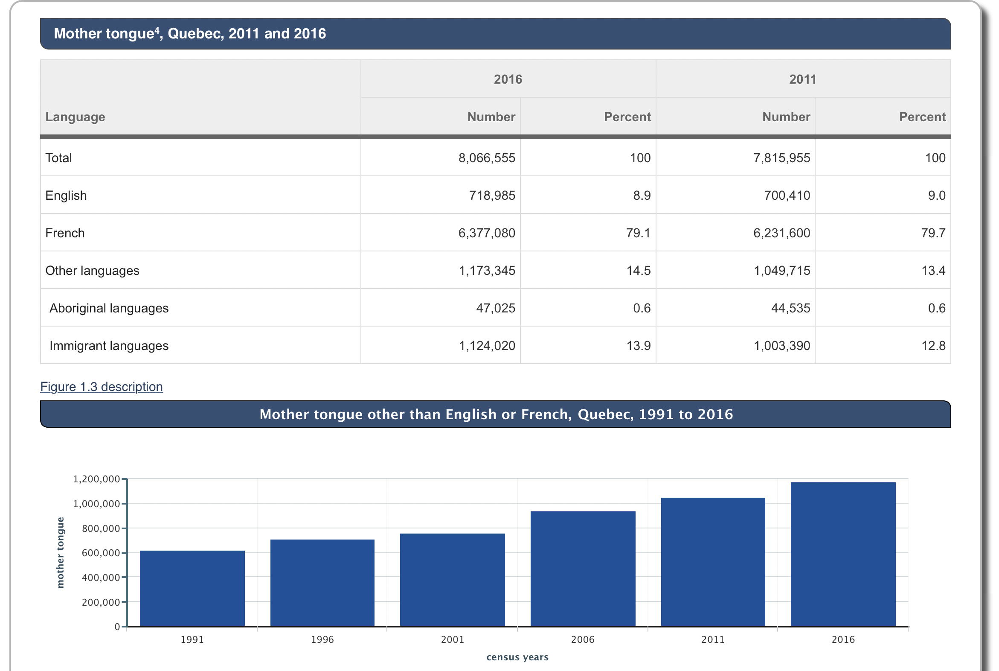 Mother tongue4, Quebec, 2011 and 2016
2016 2011
Language Number Percent Number Percent
Total 8,066,555 100 7,815,955 100
English 718,985 8.9 700,410 9.0
French 6,377,080 79.1 6,231,600 79.7
Other languages 1,173,345 14.5 1,049,715 13.4
Aboriginal languages 47,025 0.6 44,535 0.6
Immigrant languages 1,124,020 13.9 1,003,390 12.8
Figure 1.3 description
Mother tongue other than English or French, Quebec, 1991 to 2016
mother tongue
1,200,000
1,000,000
800,000
600,000
400,000
200,000
0
1991 1996 2001 2006 2011 2016
census years